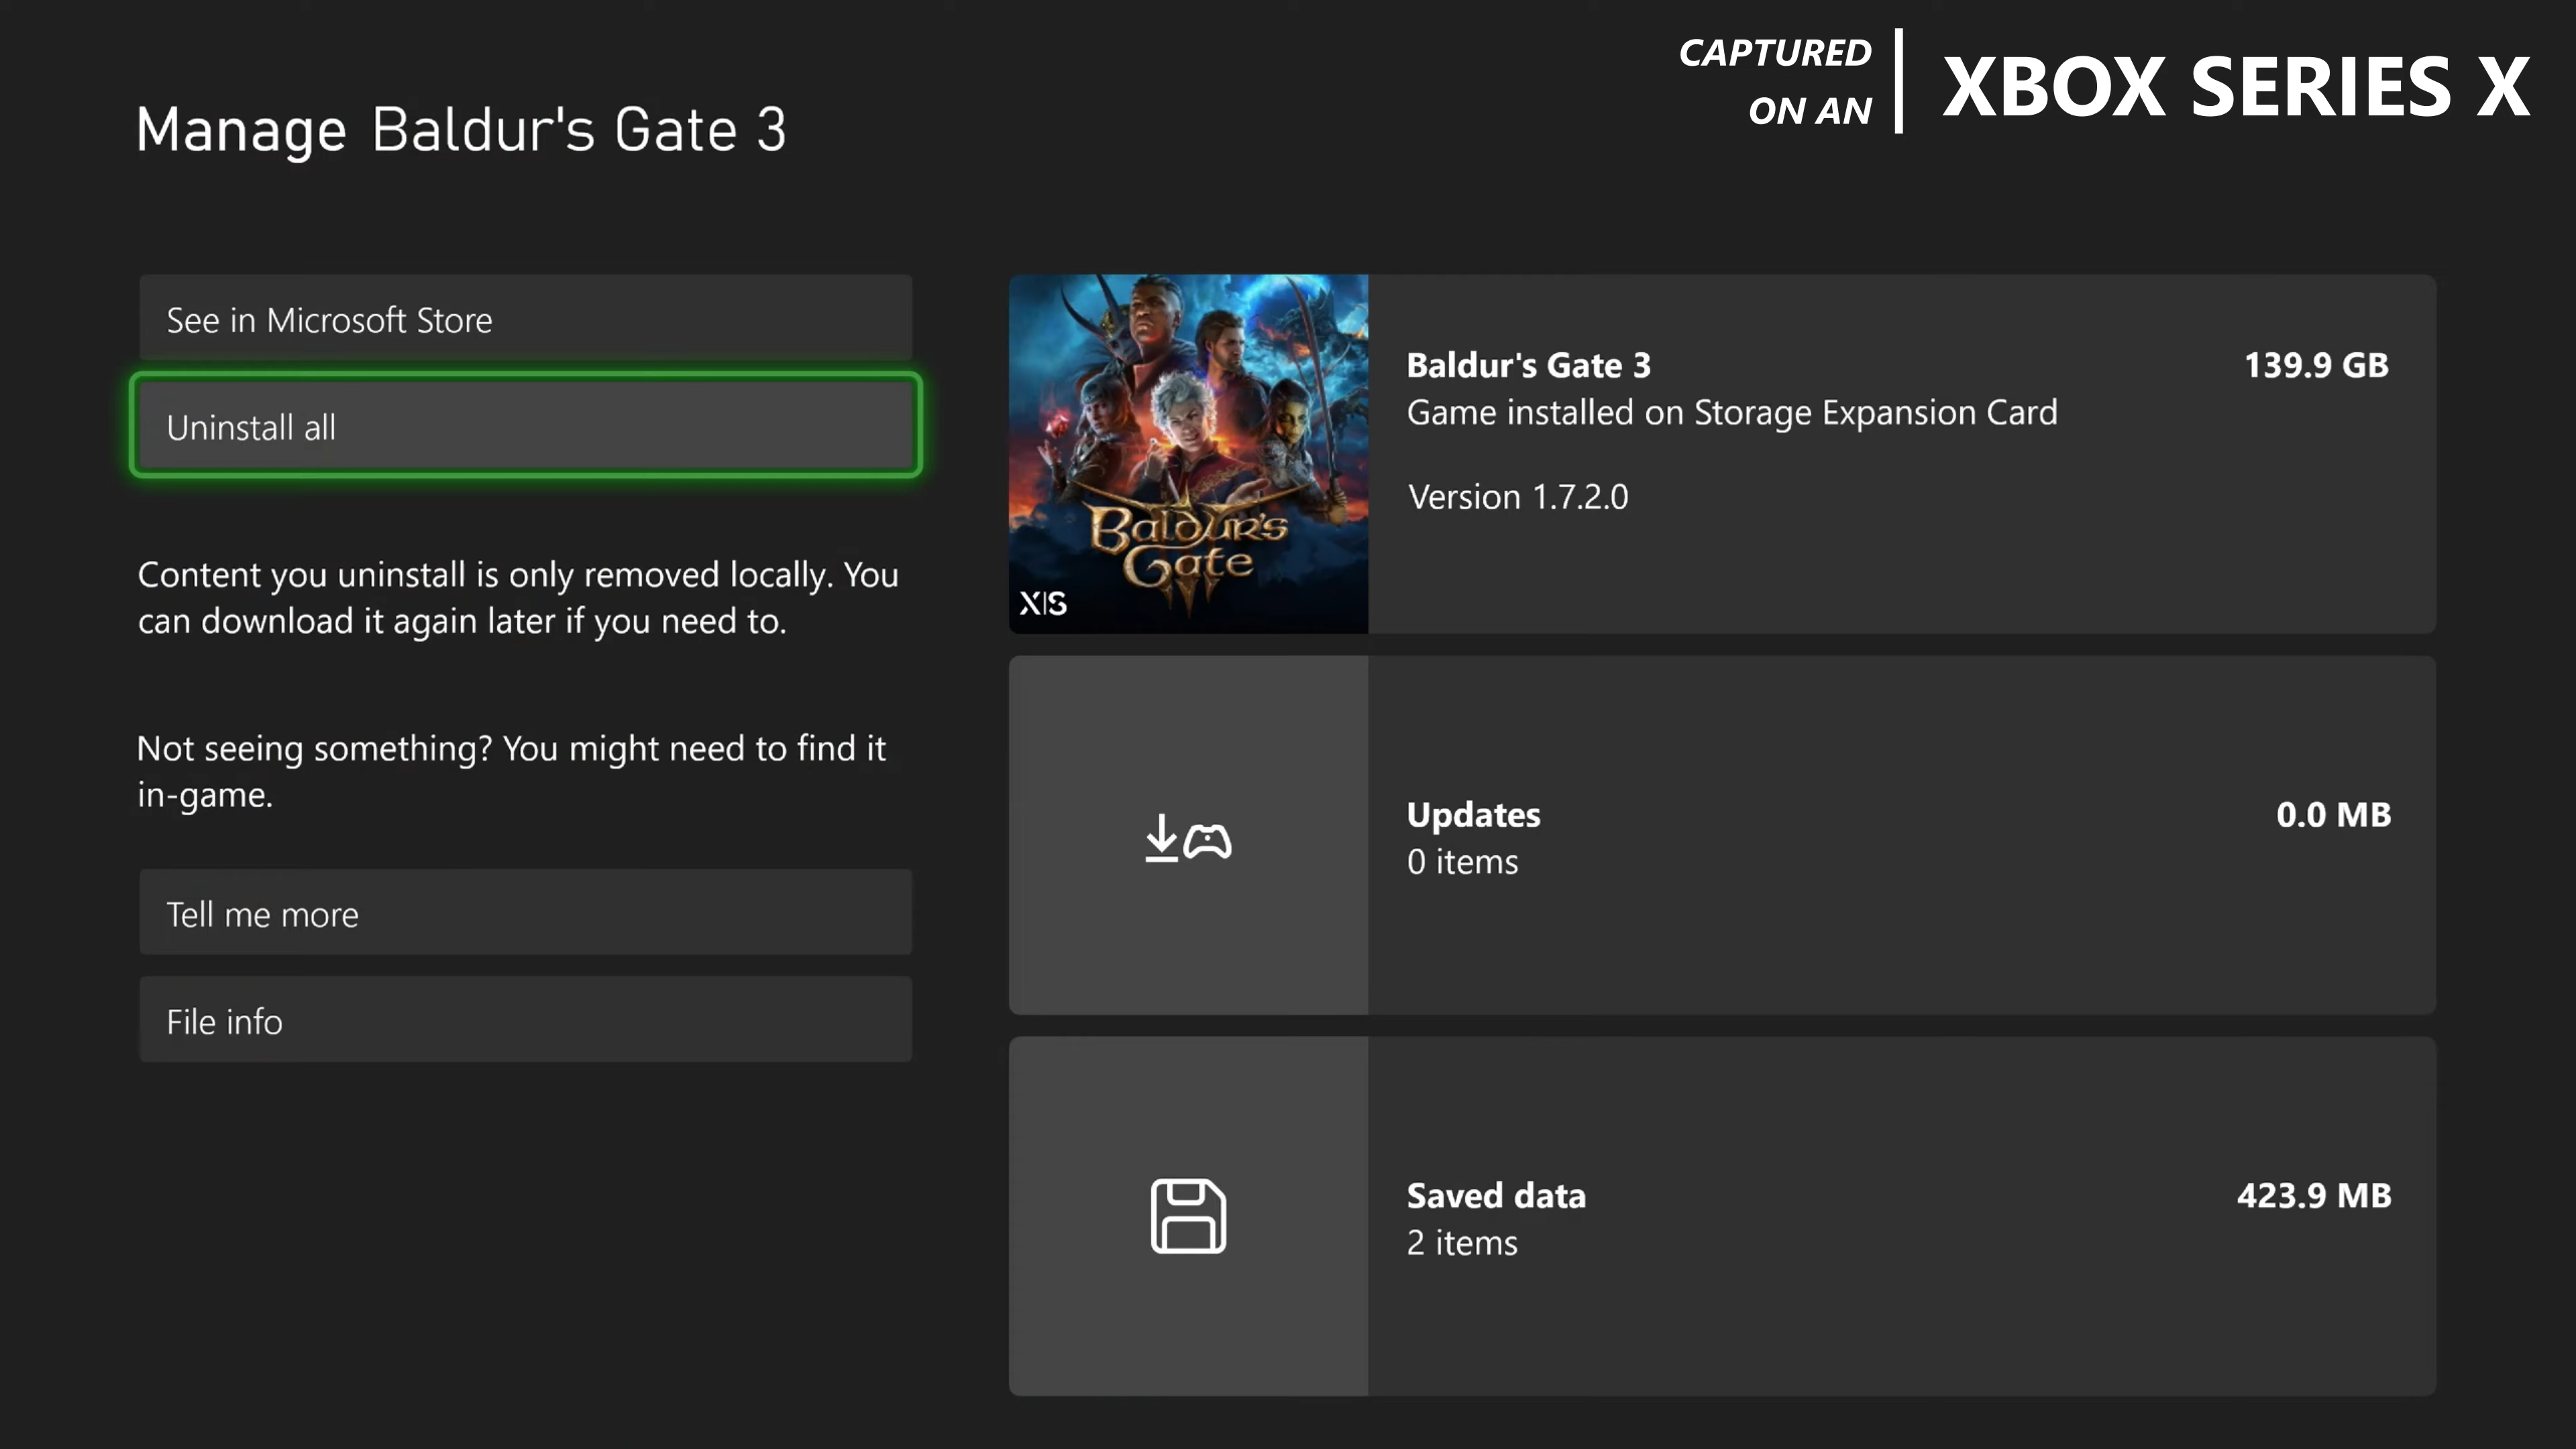 CAPTURED
ON AN
XBOX SERIES X
Manage Baldur's Gate 3
See in Microsoft Store
Uninstall all
Content you uninstall is only removed locally. You
can download it again later if you need to.
Not seeing something? You might need to find it
in-game.
Tell me more
File info
Baldur's
Gate
X|S
Baldur's Gate 3
139.9 GB
Game installed on Storage Expansion Card
Version 1.7.2.0
Updates
0.0 MB
0 items
Saved data
423.9 MB
2 items